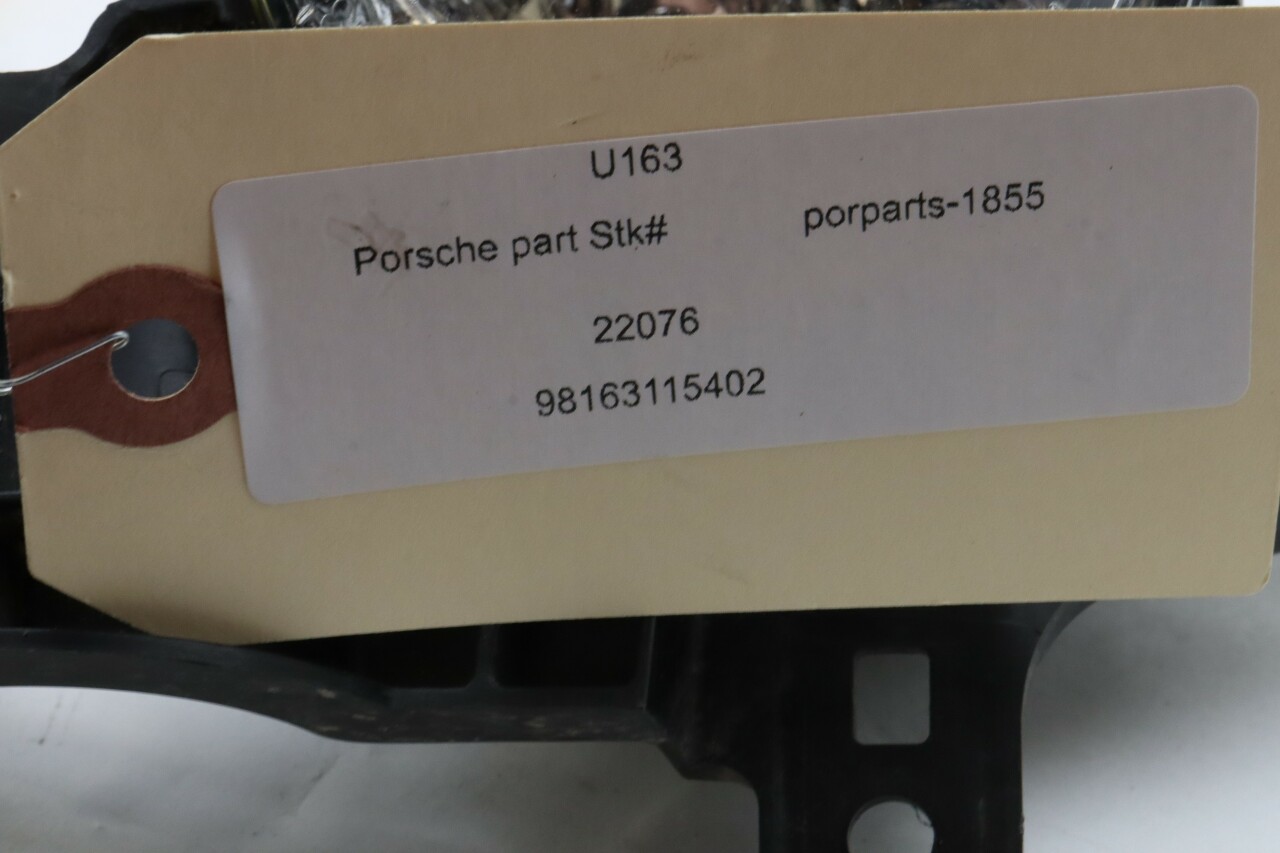 U163
Porsche part Stk# porparts-1855
22076
98163115402